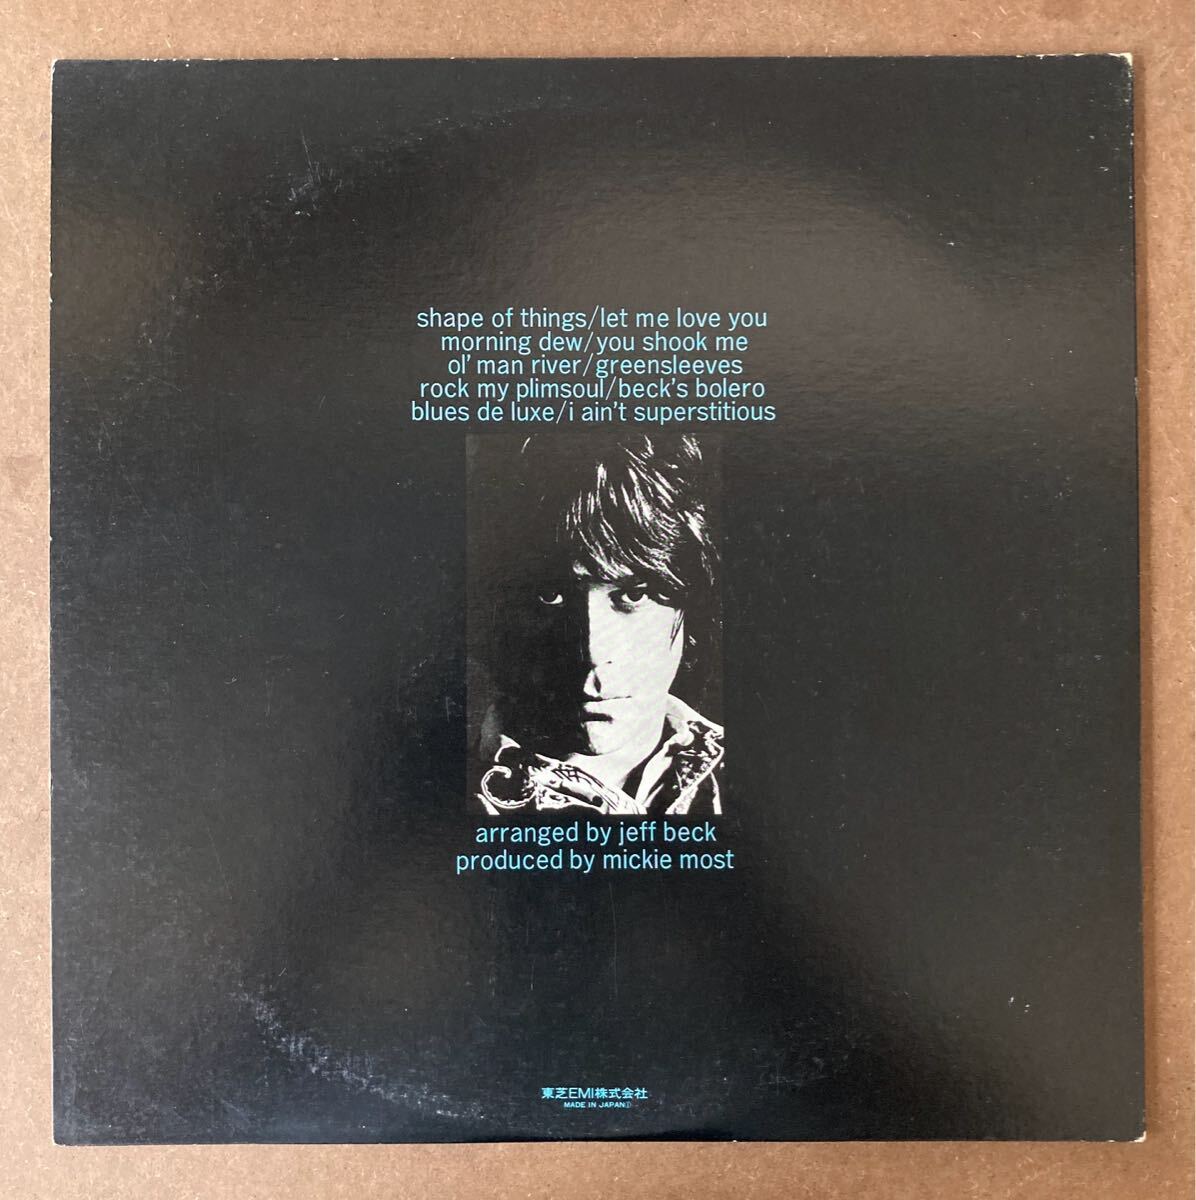 shape of things/let me love you
morning dew/you shook me
ol' man river/greensleeves
rock my plimsoul/beck's bolero
blues de luxe/i ain't superstitious
arranged by jeff beck
produced by mickie most
東芝EMI株式会社
MADE IN JAPANⒿ